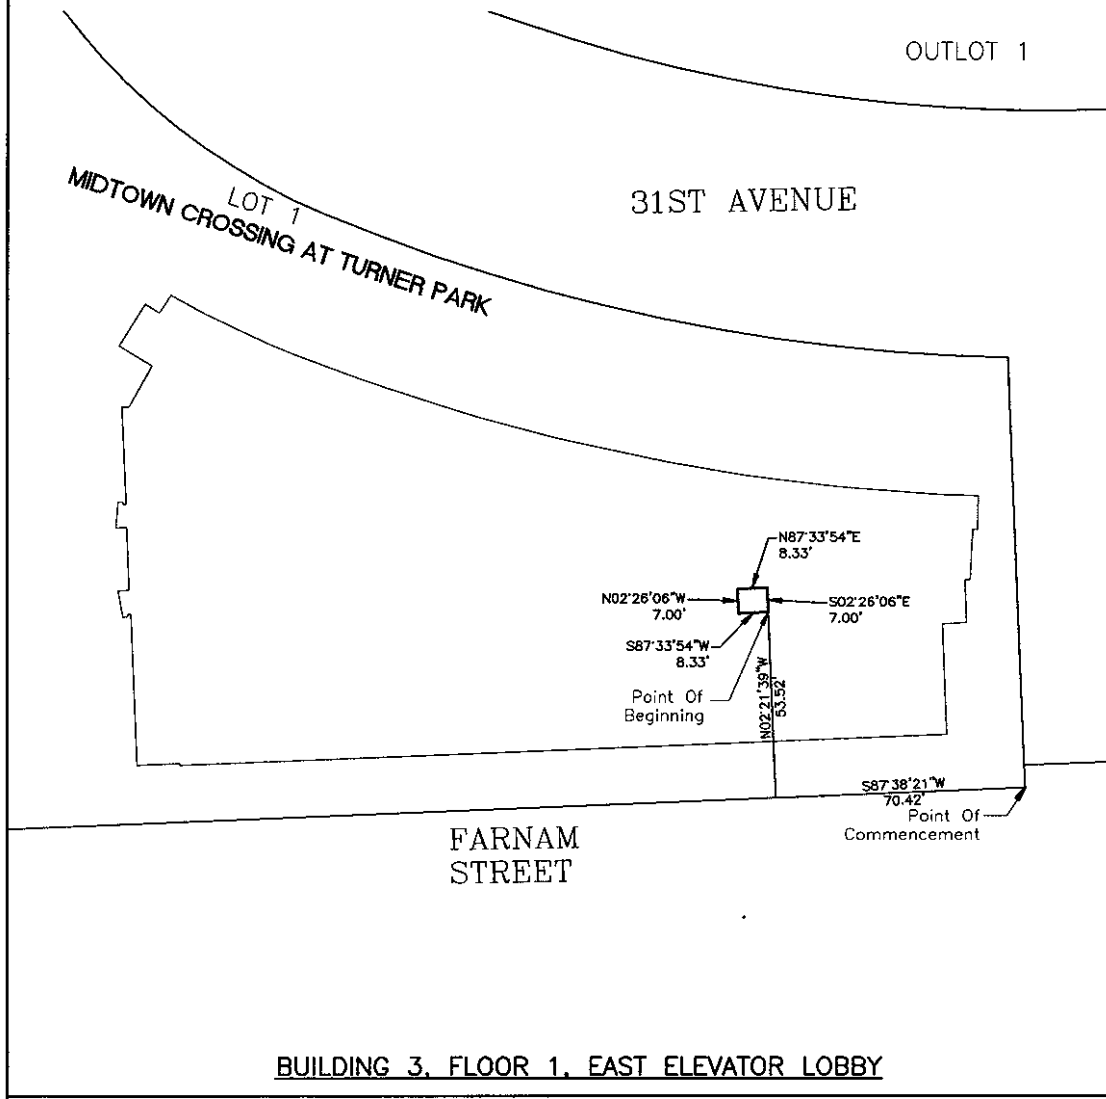 OUTLOT 1
31ST AVENUE
LOT 1
MIDTOWN CROSSING AT TURNER PARK
N87°33'54"E
8.33'
N02°26'06"W
7.00'
S02°26'06"E
7.00'
S87°33'54"W
8.33'
Point Of
Beginning
N02°21'39"W
53.52'
S87°38'21"W
70.42'
Point Of
Commencement
FARNAM
STREET
BUILDING 3, FLOOR 1, EAST ELEVATOR LOBBY